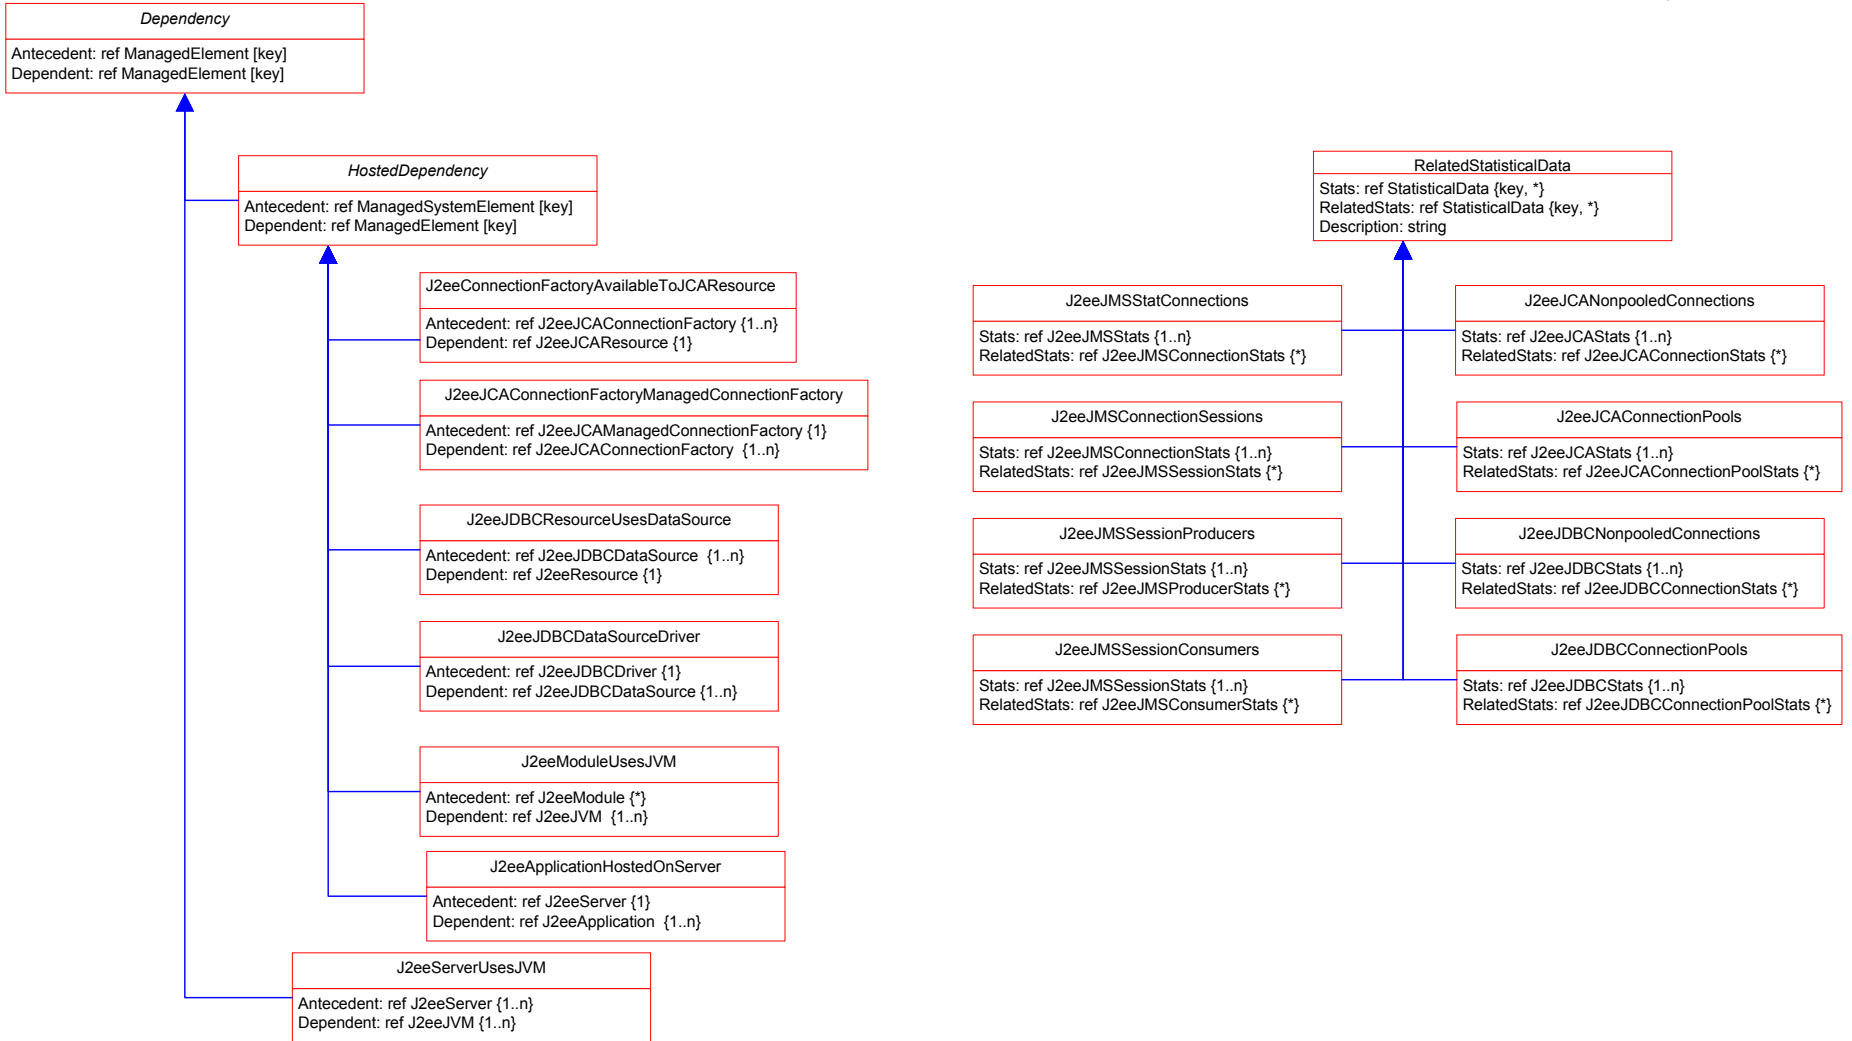 Dependency
Antecedent: ref ManagedElement [key]
Dependent: ref ManagedElement [key]
HostedDependency
Antecedent: ref ManagedSystemElement [key]
Dependent: ref ManagedElement [key]
J2eeConnectionFactoryAvailableToJCAResource
Antecedent: ref J2eeJCAConnectionFactory {1..n}
Dependent: ref J2eeJCAResource {1}
J2eeJCAConnectionFactoryManagedConnectionFactory
Antecedent: ref J2eeJCAManagedConnectionFactory {1}
Dependent: ref J2eeJCAConnectionFactory  {1..n}
J2eeJDBCResourceUsesDataSource
Antecedent: ref J2eeJDBCDataSource  {1..n}
Dependent: ref J2eeResource {1}
J2eeJDBCDataSourceDriver
Antecedent: ref J2eeJDBCDriver {1}
Dependent: ref J2eeJDBCDataSource {1..n}
J2eeModuleUsesJVM
Antecedent: ref J2eeModule {*}
Dependent: ref J2eeJVM  {1..n}
J2eeApplicationHostedOnServer
Antecedent: ref J2eeServer {1}
Dependent: ref J2eeApplication  {1..n}
J2eeServerUsesJVM
Antecedent: ref J2eeServer {1..n}
Dependent: ref J2eeJVM {1..n}
RelatedStatisticalData
Stats: ref StatisticalData {key, *}
RelatedStats: ref StatisticalData {key, *}
Description: string
J2eeJMSStatConnections
Stats: ref J2eeJMSStats {1..n}
RelatedStats: ref J2eeJMSConnectionStats {*}
J2eeJCANonpooledConnections
Stats: ref J2eeJCAStats {1..n}
RelatedStats: ref J2eeJCAConnectionStats {*}
J2eeJMSConnectionSessions
Stats: ref J2eeJMSConnectionStats {1..n}
RelatedStats: ref J2eeJMSSessionStats {*}
J2eeJCAConnectionPools
Stats: ref J2eeJCAStats {1..n}
RelatedStats: ref J2eeJCAConnectionPoolStats {*}
J2eeJMSSessionProducers
Stats: ref J2eeJMSSessionStats {1..n}
RelatedStats: ref J2eeJMSProducerStats {*}
J2eeJDBCNonpooledConnections
Stats: ref J2eeJDBCStats {1..n}
RelatedStats: ref J2eeJDBCConnectionStats {*}
J2eeJMSSessionConsumers
Stats: ref J2eeJMSSessionStats {1..n}
RelatedStats: ref J2eeJMSConsumerStats {*}
J2eeJDBCConnectionPools
Stats: ref J2eeJDBCStats {1..n}
RelatedStats: ref J2eeJDBCConnectionPoolStats {*}